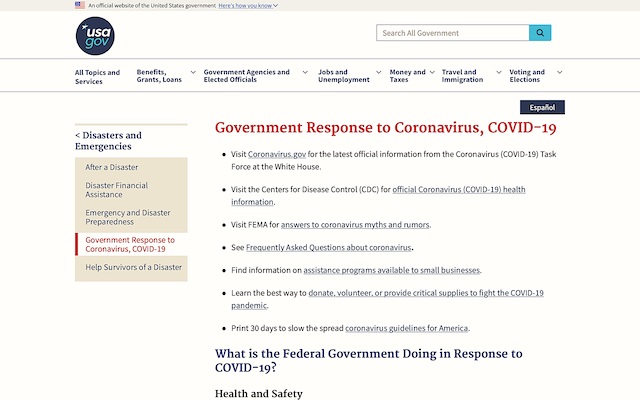 An official website of the United States government Here's how you know
usa
gov
Search All Government
All Topics and
Services
Benefits,
Grants, Loans
Government Agencies and
Elected Officials
Jobs and
Unemployment
Money and
Taxes
Travel and
Immigration
Voting and
Elections
Español
< Disasters and
Emergencies
After a Disaster
Disaster Financial
Assistance
Emergency and Disaster
Preparedness
Government Response to
Coronavirus, COVID-19
Help Survivors of a Disaster
Government Response to Coronavirus, COVID-19
Visit Coronavirus.gov for the latest official information from the Coronavirus (COVID-19) Task
Force at the White House.
Visit the Centers for Disease Control (CDC) for official Coronavirus (COVID-19) health
information.
Visit FEMA for answers to coronavirus myths and rumors.
See Frequently Asked Questions about coronavirus.
Find information on assistance programs available to small businesses.
Learn the best way to donate, volunteer, or provide critical supplies to fight the COVID-19
pandemic.
Print 30 days to slow the spread coronavirus guidelines for America.
What is the Federal Government Doing in Response to
COVID-19?
Health and Safety